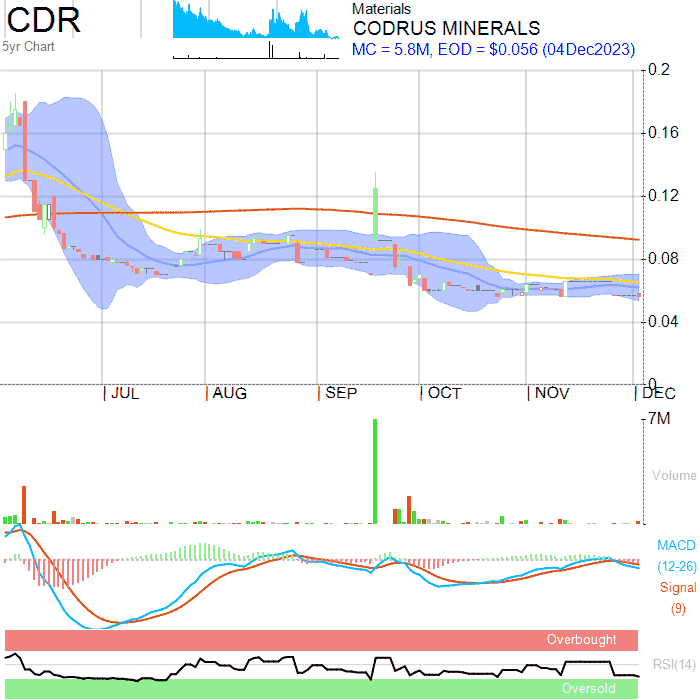 CDR
5yr Chart
Materials
CODRUS MINERALS
MC = 5.8M, EOD = $0.056 (04Dec2023)
0.2
0.16
0.12
0.08
0.04
0
JUL
AUG
SEP
OCT
NOV
DEC
7M
Volume
MACD
(12-26)
Signal
(9)
Overbought
RSI(14)
Oversold